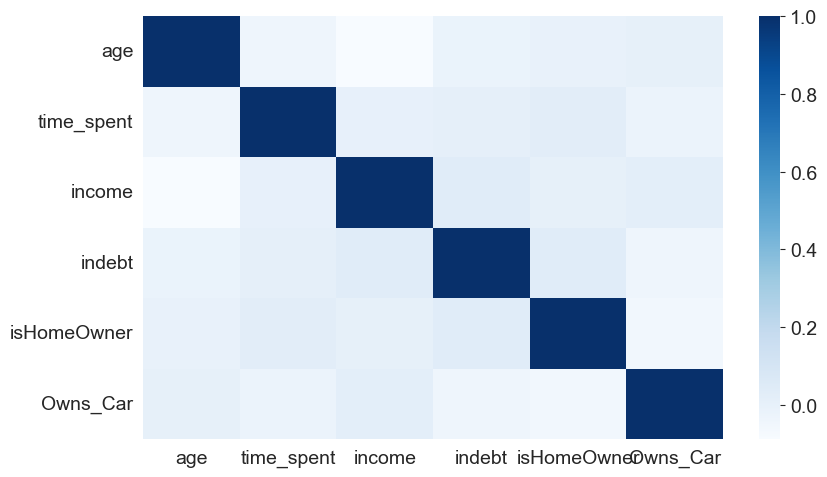 age
time_spent
income
indebt
isHomeOwner
Owns_Car
age time_spent income indebt isHomeOwner Owns_Car
1.0
0.8
0.6
0.4
0.2
0.0